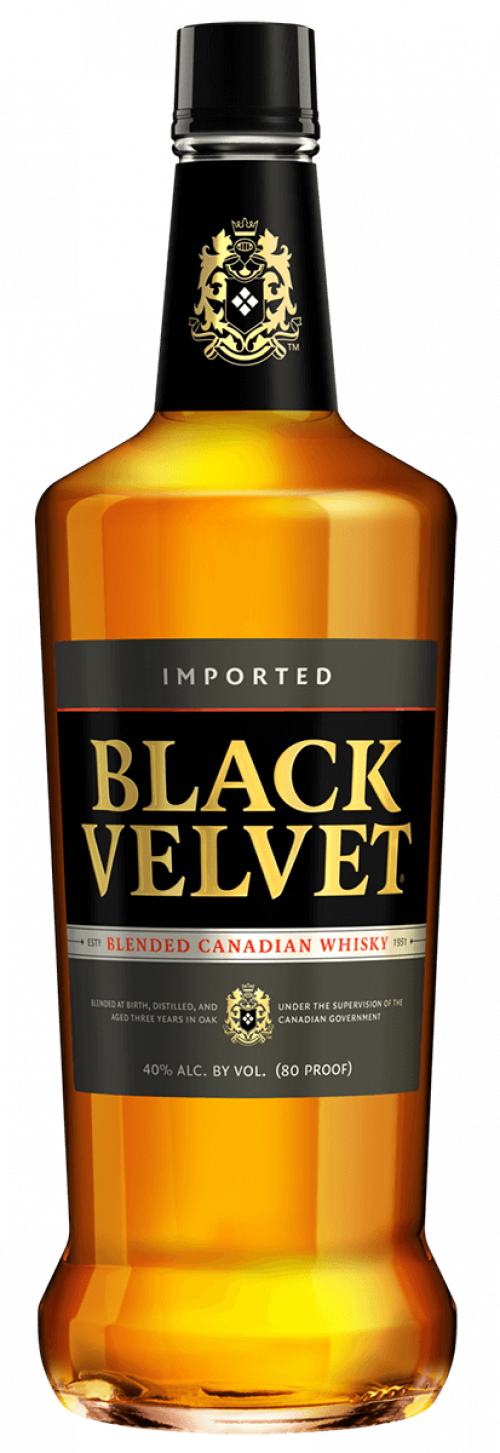 TM
IMPORTED
BLACK
VELVET®
ESTD BLENDED CANADIAN WHISKY 1951
BLENDED AT BIRTH, DISTILLED, AND
AGED THREE YEARS IN OAK
UNDER THE SUPERVISION OF THE
CANADIAN GOVERNMENT
40% ALC. BY VOL. (80 PROOF)